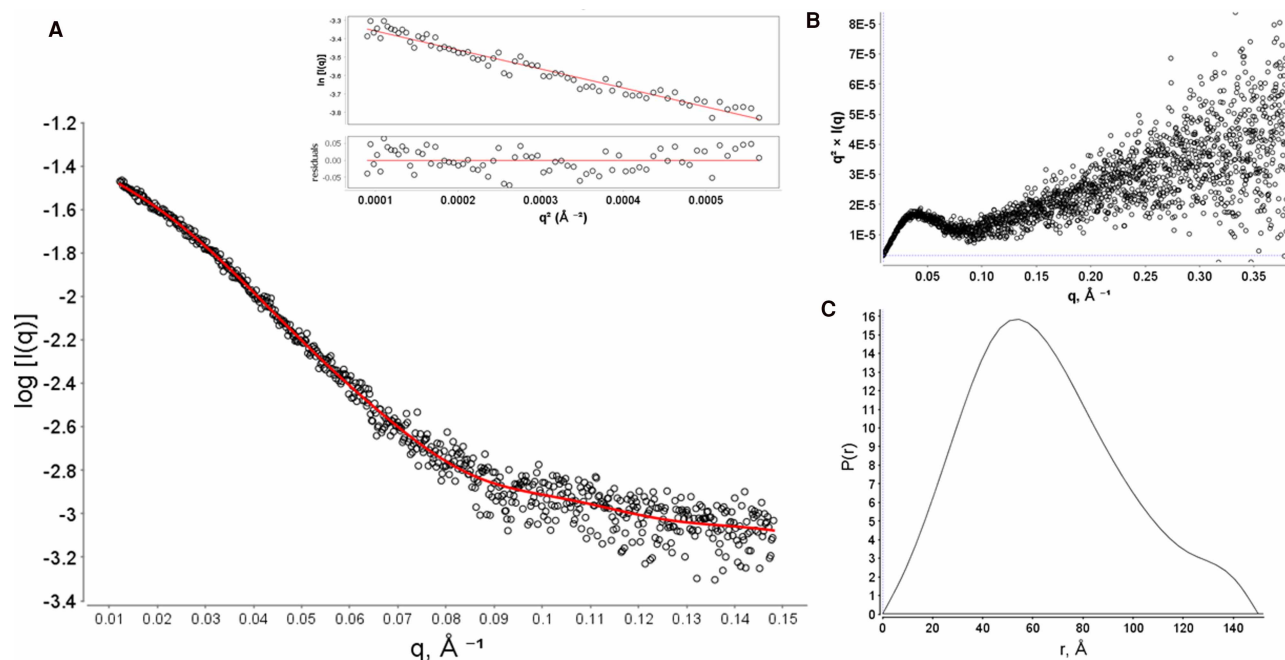 A
-1.2
-1.4
-1.6
-1.8
-2
-2.2
-2.4
-2.6
-2.8
-3
-3.2
-3.4
log [I(q)]
0.01 0.02 0.03 0.04 0.05 0.06 0.07 0.08 0.09 0.10 0.11 0.12 0.13 0.14 0.15
q, Å ⁻¹
-3.3
-3.4
-3.5
-3.6
-3.7
-3.8
ln [I(q)]
0.05
0.00
-0.05
residuals
0.0001 0.0002 0.0003 0.0004 0.0005
q² (Å ⁻²)
B
8E-5
7E-5
6E-5
5E-5
4E-5
3E-5
2E-5
1E-5
q² × I(q)
0.05 0.10 0.15 0.20 0.25 0.30 0.35
q, Å ⁻¹
C
16
15
14
13
12
11
10
9
8
7
6
5
4
3
2
1
0
P(r)
0 20 40 60 80 100 120 140
r, Å